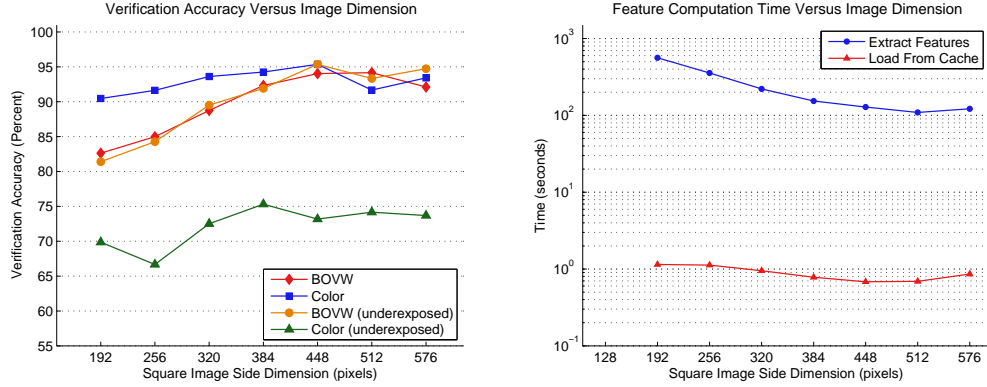 Verification Accuracy Versus Image Dimension
100
95
90
85
80
75
70
65
60
55
Verification Accuracy (Percent)
192 256 320 384 448 512 576
Square Image Side Dimension (pixels)
BOVW
Color
BOVW (underexposed)
Color (underexposed)
Feature Computation Time Versus Image Dimension
10³
10²
10¹
10⁰
10⁻¹
Time (seconds)
128 192 256 320 384 448 512 576
Square Image Side Dimension (pixels)
Extract Features
Load From Cache